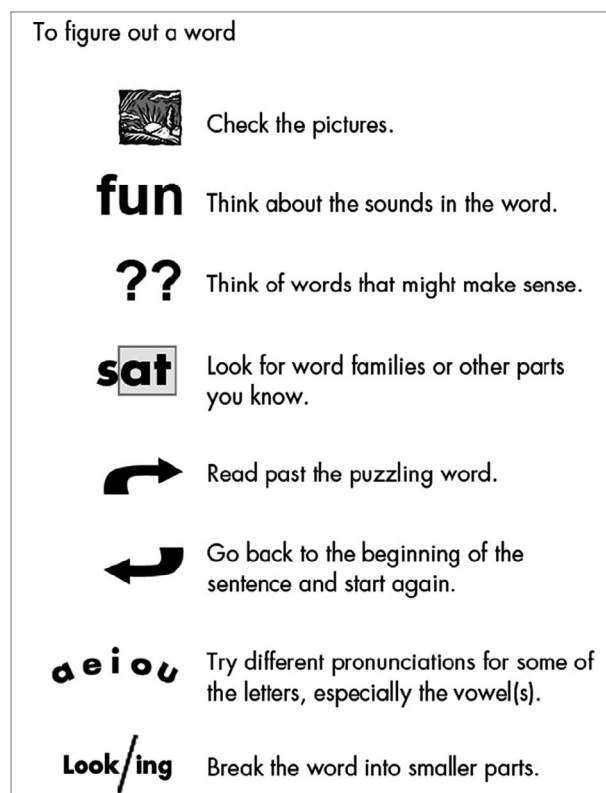 To figure out a word
Check the pictures.
fun Think about the sounds in the word.
?? Think of words that might make sense.
sat Look for word families or other parts
you know.
Read past the puzzling word.
Go back to the beginning of the
sentence and start again.
a e i o u Try different pronunciations for some of
the letters, especially the vowel(s).
Look/ing Break the word into smaller parts.